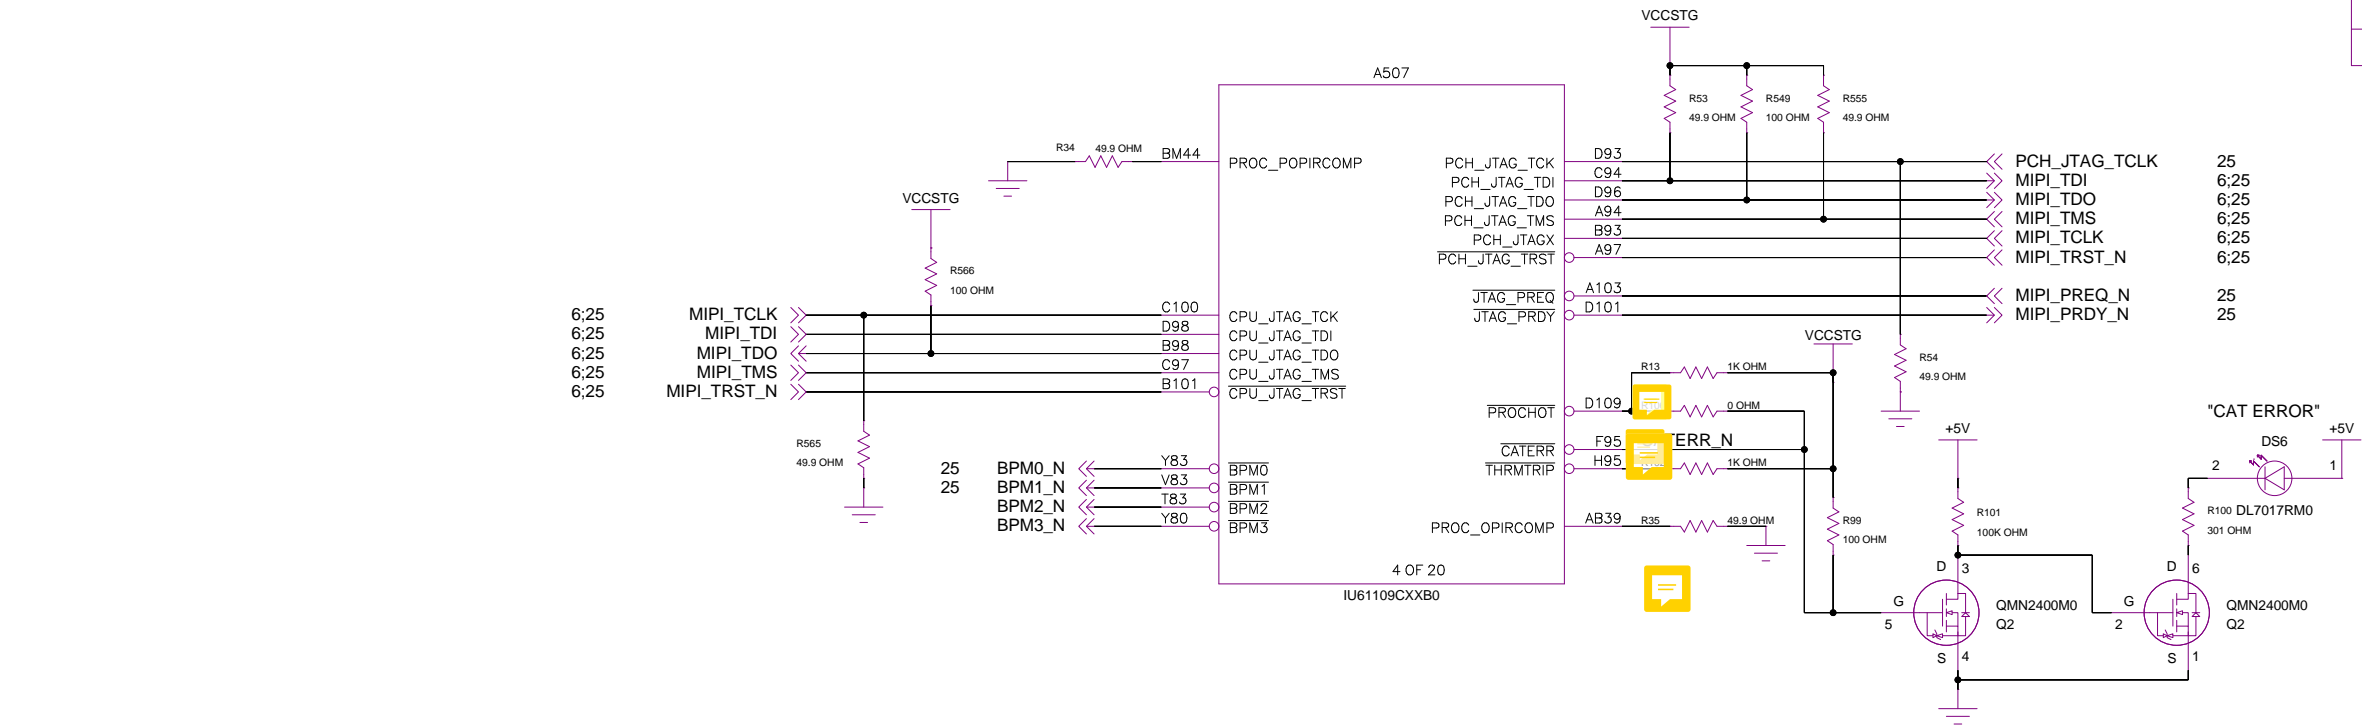 VCCSTG
A507
R53
49.9 OHM
R549
100 OHM
R555
49.9 OHM
R34 49.9 OHM
BM44
PROC_POPIRCOMP
PCH_JTAG_TCK D93 PCH_JTAG_TCLK 25
PCH_JTAG_TDI C94 MIPI_TDI 6;25
PCH_JTAG_TDO D96 MIPI_TDO 6;25
PCH_JTAG_TMS A94 MIPI_TMS 6;25
PCH_JTAGX B93 MIPI_TCLK 6;25
PCH_JTAG_TRST A97 MIPI_TRST_N 6;25
JTAG_PREQ A103 MIPI_PREQ_N 25
JTAG_PRDY D101 MIPI_PRDY_N 25
VCCSTG
R566
100 OHM
6;25 MIPI_TCLK C100 CPU_JTAG_TCK
6;25 MIPI_TDI D98 CPU_JTAG_TDI
6;25 MIPI_TDO B98 CPU_JTAG_TDO
6;25 MIPI_TMS C97 CPU_JTAG_TMS
6;25 MIPI_TRST_N B101 CPU_JTAG_TRST
R565
49.9 OHM
25 BPM0_N Y83 BPM0
25 BPM1_N V83 BPM1
BPM2_N T83 BPM2
BPM3_N Y80 BPM3
VCCSTG
R54
49.9 OHM
R13 1K OHM
PROCHOT D109 0 OHM
CATERR F95 ERR_N
THRMTRIP H95 1K OHM
PROC_OPIRCOMP AB39 R35 49.9 OHM
R99
100 OHM
4 OF 20
IU61109CXXB0
+5V
R101
100K OHM
D 3
G
5
S 4
QMN2400M0
Q2
"CAT ERROR"
+5V
DS6
2 1
R100 DL7017RM0
301 OHM
D 6
G
2
S 1
QMN2400M0
Q2